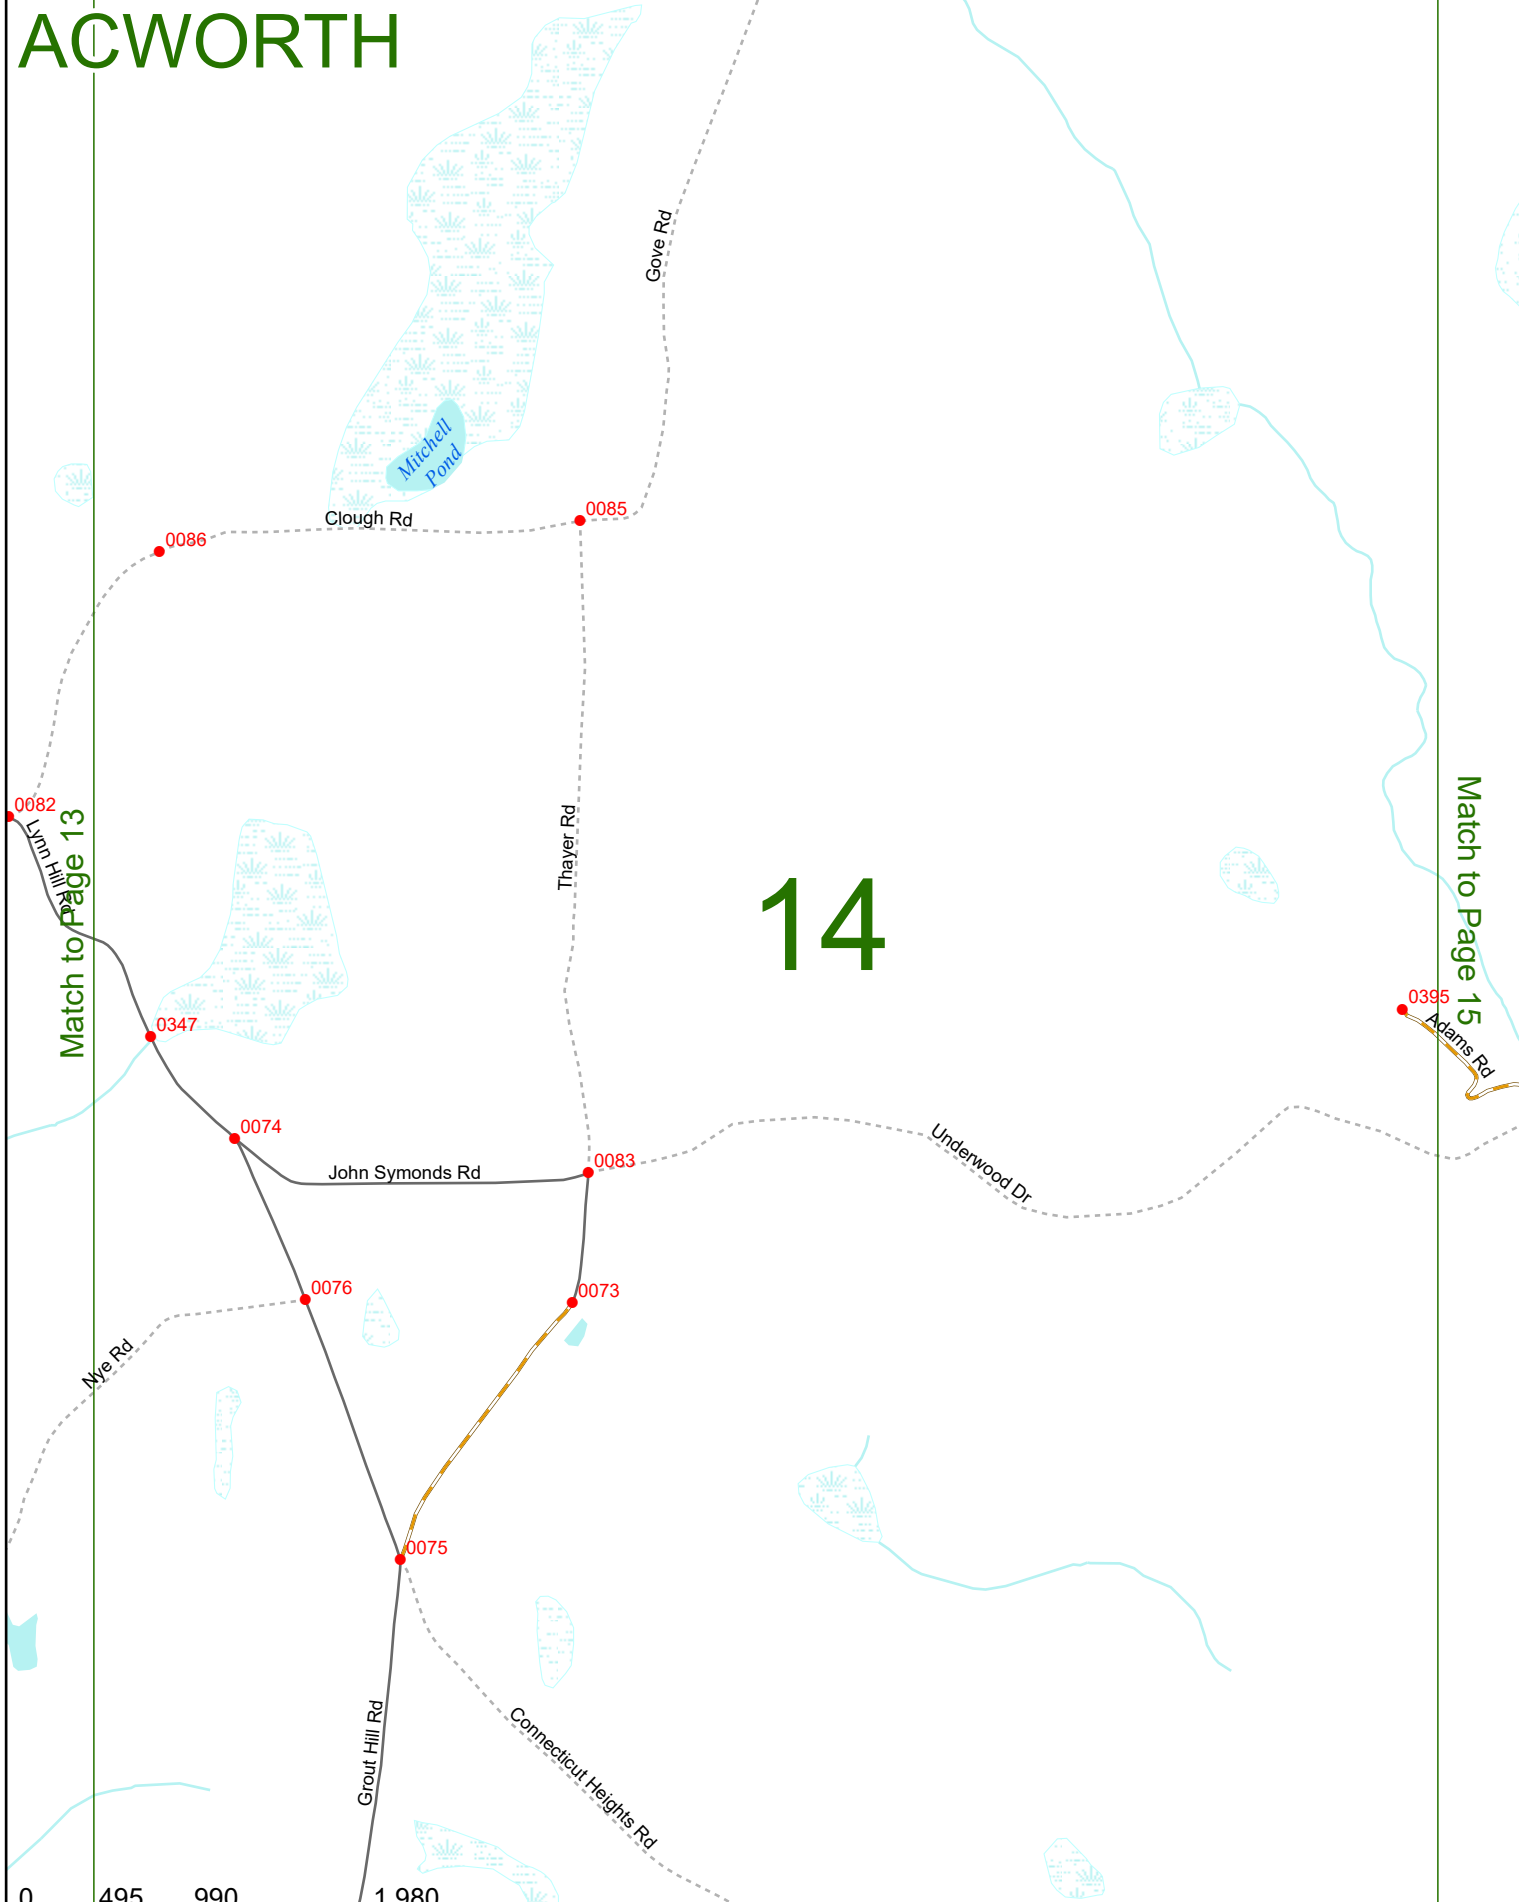 ACWORTH
Gove Rd
Mitchell
Pond
0085
Clough Rd
0086
0082
Lynn Hill Rd
Match to Page 13
Thayer Rd
14
Match to Page 15
0395
Adams Rd
0347
0074
John Symonds Rd
0083
Underwood Dr
0076
0073
Nye Rd
0075
Grout Hill Rd
Connecticut Heights Rd
0 495 990 1,980